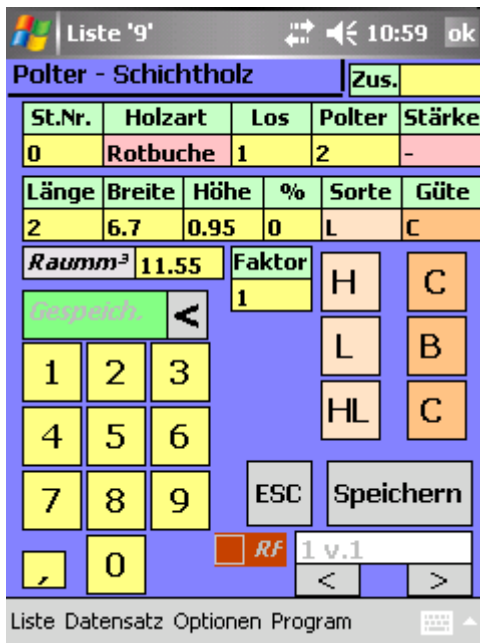 Liste '9' 10:59 ok
Polter - Schichtholz Zus.
St.Nr. Holzart Los Polter Stärke
0 Rotbuche 1 2 -
Länge Breite Höhe % Sorte Güte
2 6.7 0.95 0 L C
Raumm³ 11.55 Faktor
1
H C
Gespeich. <
L B
1 2 3
HL C
4 5 6
7 8 9 ESC Speichern
, 0 RF 1 v.1
< >
Liste Datensatz Optionen Program